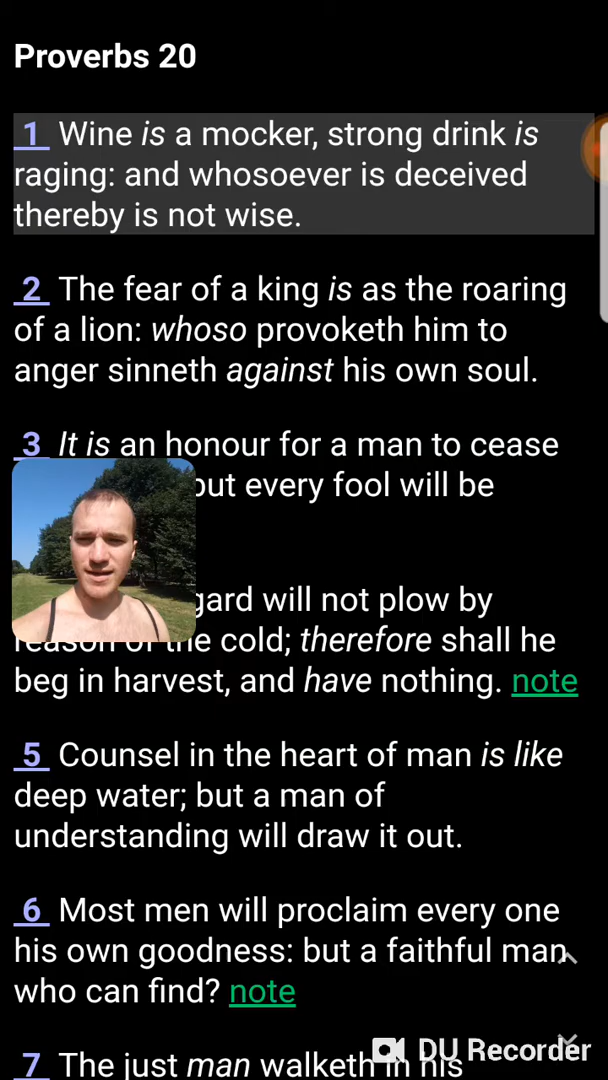 Proverbs 20
1 Wine is a mocker, strong drink is
raging: and whosoever is deceived
thereby is not wise.
2 The fear of a king is as the roaring
of a lion: whoso provoketh him to
anger sinneth against his own soul.
3 It is an honour for a man to cease
but every fool will be
will not plow by
the cold; therefore shall he
beg in harvest, and have nothing. note
5 Counsel in the heart of man is like
deep water; but a man of
understanding will draw it out.
6 Most men will proclaim every one
his own goodness: but a faithful man
who can find? note
7 The just man walketh in his
DU Recorder